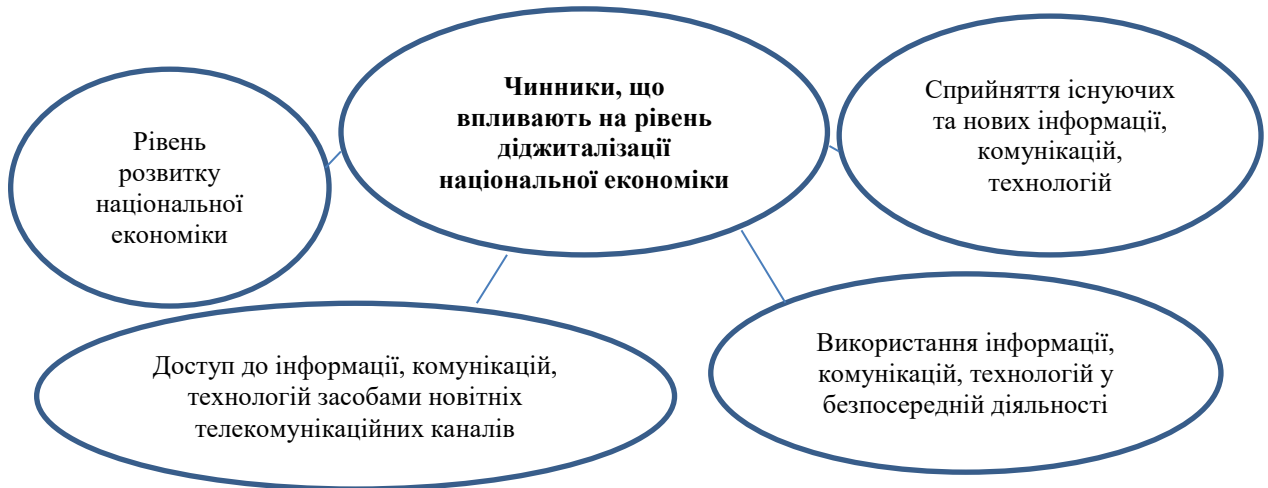 Чинники, що
впливають на рівень
діджиталізації
національної економіки
Рівень
розвитку
національної
економіки
Сприйняття існуючих
та нових інформації,
комунікацій,
технологій
Доступ до інформації, комунікацій,
технологій засобами новітніх
телекомунікаційних каналів
Використання інформації,
комунікацій, технологій у
безпосередній діяльності